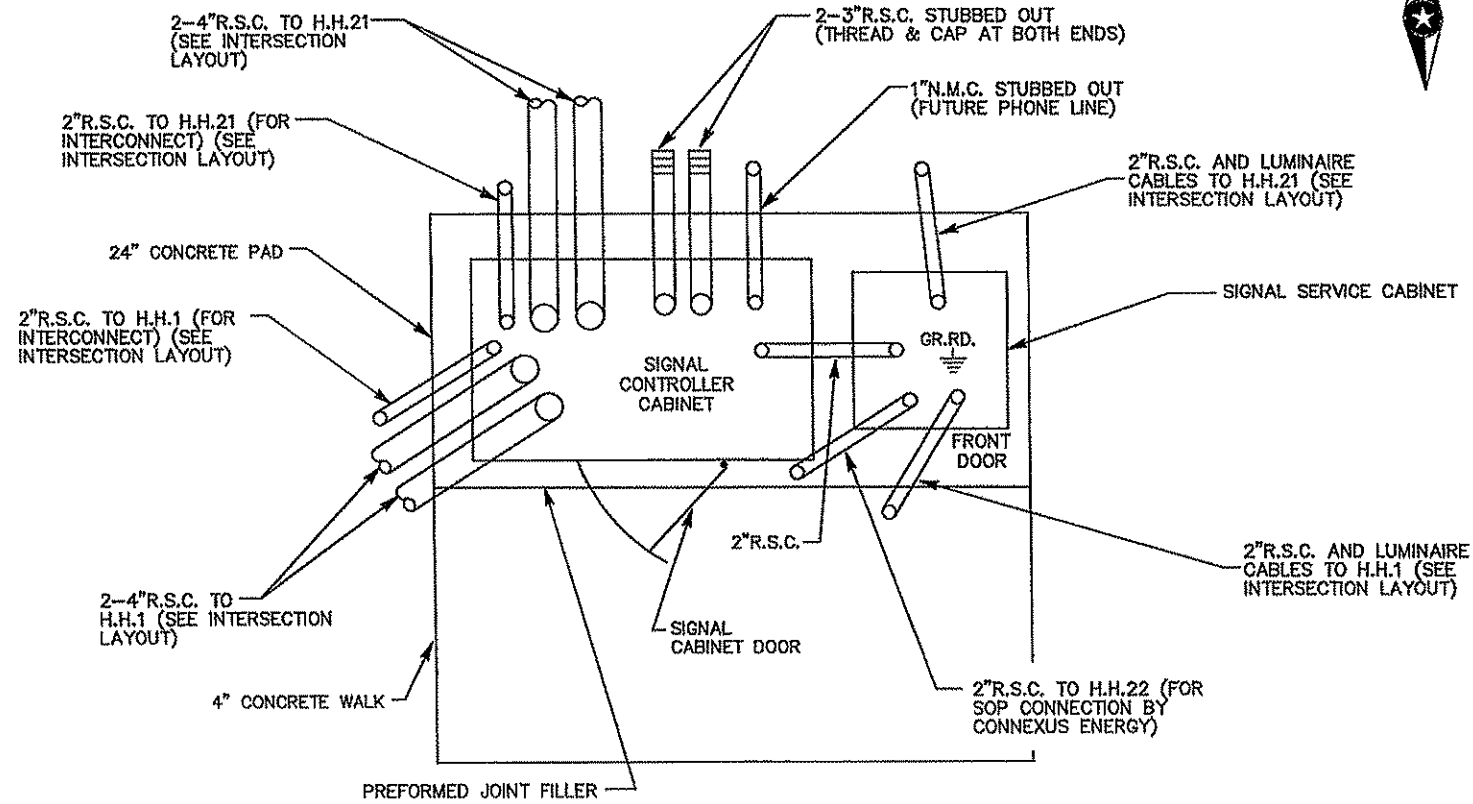 2-4"R.S.C. TO H.H.21
(SEE INTERSECTION
LAYOUT)
2-3"R.S.C. STUBBED OUT
(THREAD & CAP AT BOTH ENDS)
1"N.M.C. STUBBED OUT
(FUTURE PHONE LINE)
2"R.S.C. TO H.H.21 (FOR
INTERCONNECT) (SEE
INTERSECTION LAYOUT)
2"R.S.C. AND LUMINAIRE
CABLES TO H.H.21 (SEE
INTERSECTION LAYOUT)
24" CONCRETE PAD
SIGNAL SERVICE CABINET
2"R.S.C. TO H.H.1 (FOR
INTERCONNECT) (SEE
INTERSECTION LAYOUT)
GR.RD.
SIGNAL
CONTROLLER
CABINET
FRONT
DOOR
2"R.S.C.
2"R.S.C. AND LUMINAIRE
CABLES TO H.H.1 (SEE
INTERSECTION LAYOUT)
2-4"R.S.C. TO
H.H.1 (SEE INTERSECTION
LAYOUT)
SIGNAL
CABINET DOOR
4" CONCRETE WALK
2"R.S.C. TO H.H.22 (FOR
SOP CONNECTION BY
CONNEXUS ENERGY)
PREFORMED JOINT FILLER